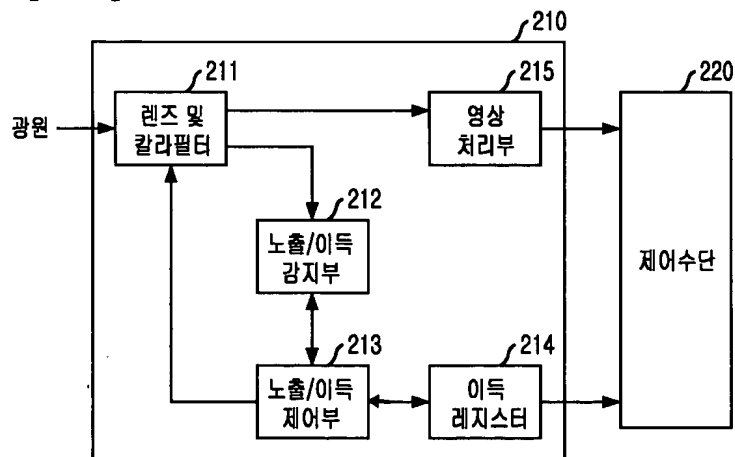 210
211
215
220
광원
렌즈 및
칼라필터
영상
처리부
212
노출/이득
감지부
제어수단
213
214
노출/이득
제어부
이득
레지스터